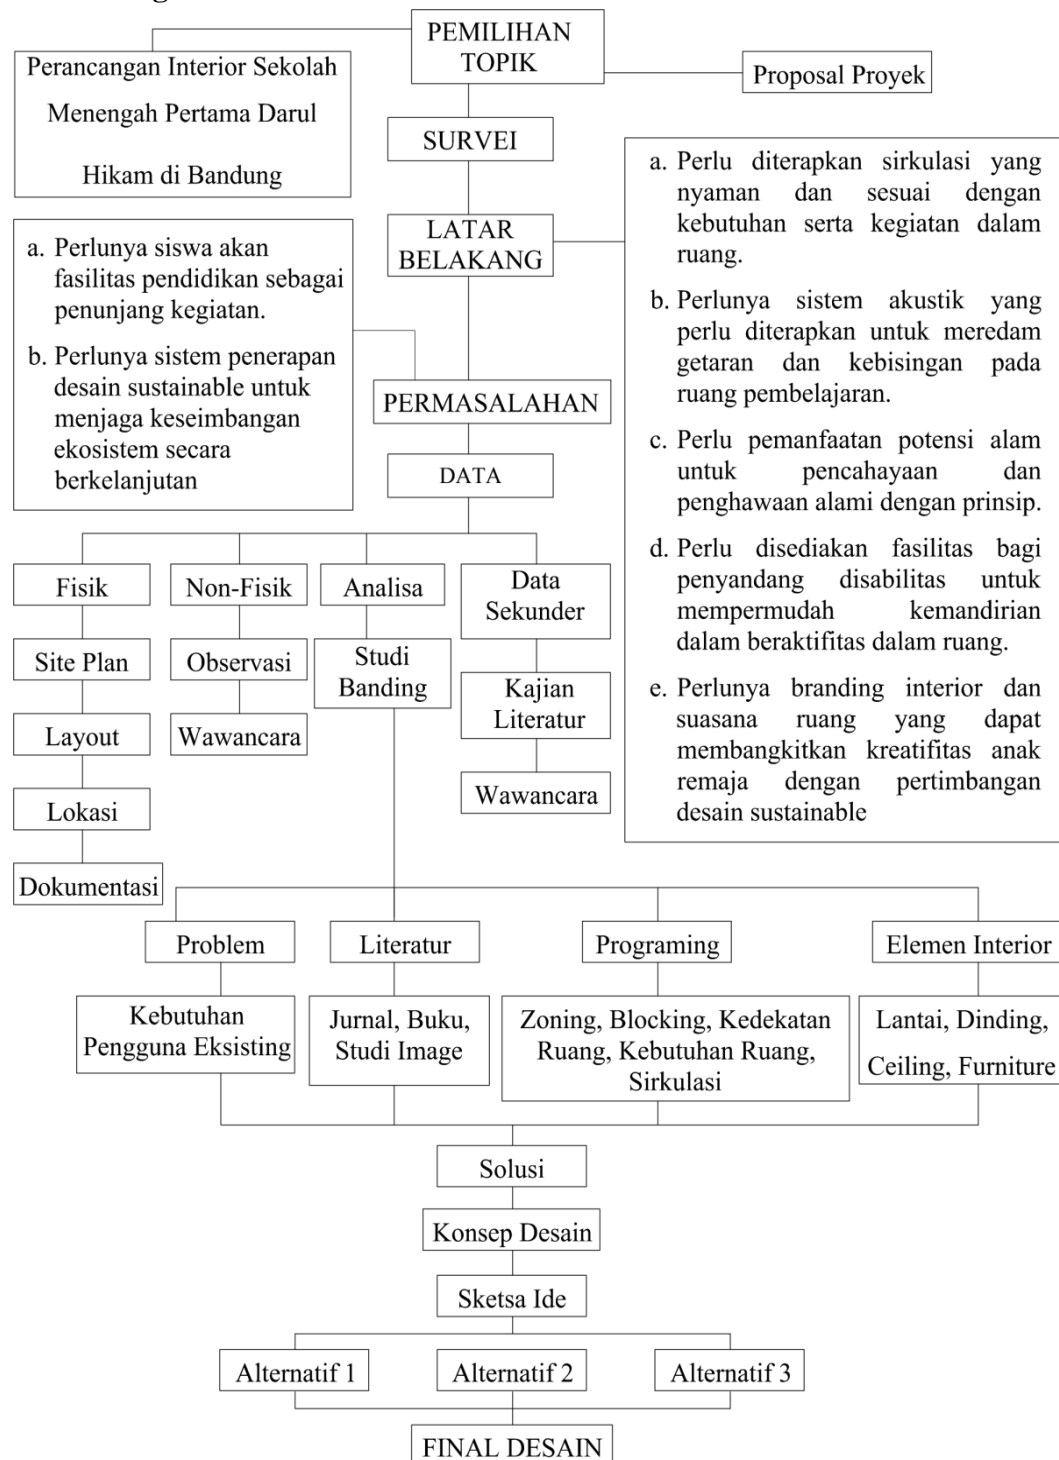 PEMILIHAN
TOPIK
Perancangan Interior Sekolah
Menengah Pertama Darul
Hikam di Bandung
Proposal Proyek
SURVEI
LATAR
BELAKANG
a. Perlu diterapkan sirkulasi yang
nyaman dan sesuai dengan
kebutuhan serta kegiatan dalam
ruang.
b. Perlunya sistem akustik yang
perlu diterapkan untuk meredam
getaran dan kebisingan pada
ruang pembelajaran.
c. Perlu pemanfaatan potensi alam
untuk pencahayaan dan
penghawaan alami dengan prinsip.
d. Perlu disediakan fasilitas bagi
penyandang disabilitas untuk
mempermudah kemandirian
dalam beraktifitas dalam ruang.
e. Perlunya branding interior dan
suasana ruang yang dapat
membangkitkan kreatifitas anak
remaja dengan pertimbangan
desain sustainable
a. Perlunya siswa akan
fasilitas pendidikan sebagai
penunjang kegiatan.
b. Perlunya sistem penerapan
desain sustainable untuk
menjaga keseimbangan
ekosistem secara
berkelanjutan
PERMASALAHAN
DATA
Fisik
Site Plan
Layout
Lokasi
Dokumentasi
Non-Fisik
Observasi
Wawancara
Analisa
Studi
Banding
Data
Sekunder
Kajian
Literatur
Wawancara
Problem
Kebutuhan
Pengguna Eksisting
Literatur
Jurnal, Buku,
Studi Image
Programing
Zoning, Blocking, Kedekatan
Ruang, Kebutuhan Ruang,
Sirkulasi
Elemen Interior
Lantai, Dinding,
Ceiling, Furniture
Solusi
Konsep Desain
Sketsa Ide
Alternatif 1
Alternatif 2
Alternatif 3
FINAL DESAIN